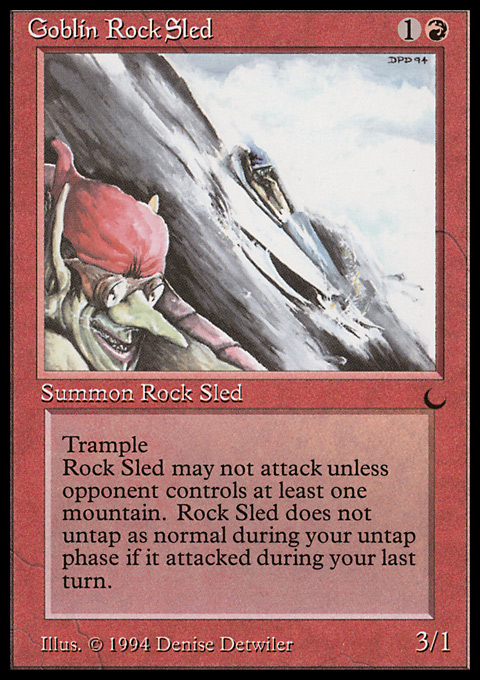 Goblin Rock Sled 1
DPD94
Summon Rock Sled
Trample
Rock Sled may not attack unless
opponent controls at least one
mountain. Rock Sled does not
untap as normal during your untap
phase if it attacked during your last
turn.
Illus. © 1994 Denise Detwiler 3/1